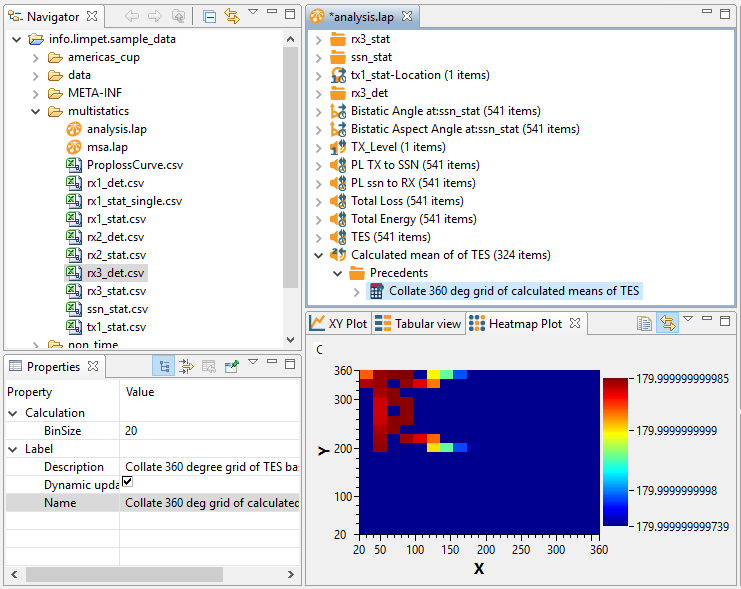 Navigator
info.limpet.sample_data
americas_cup
data
META-INF
multistatics
analysis.lap
msa.lap
ProplossCurve.csv
rx1_det.csv
rx1_stat_single.csv
rx1_stat.csv
rx2_det.csv
rx2_stat.csv
rx3_det.csv
rx3_stat.csv
ssn_stat.csv
tx1_stat.csv
non_time
*analysis.lap
rx3_stat
ssn_stat
tx1_stat-Location (1 items)
rx3_det
Bistatic Angle at:ssn_stat (541 items)
Bistatic Aspect Angle at:ssn_stat (541 items)
TX_Level (1 items)
PL TX to SSN (541 items)
PL ssn to RX (541 items)
Total Loss (541 items)
Total Energy (541 items)
TES (541 items)
Calculated mean of of TES (324 items)
Precedents
Collate 360 deg grid of calculated means of TES
Properties
Property Value
Calculation
BinSize 20
Label
Description Collate 360 degree grid of TES bas
Dynamic upda
Name Collate 360 deg grid of calculated
XY Plot Tabular view Heatmap Plot
C
360
300
200
100
20
Y
20 50 100 150 200 250 300 360
X
179.999999999985
179.9999999999
179.9999999998
179.999999999739